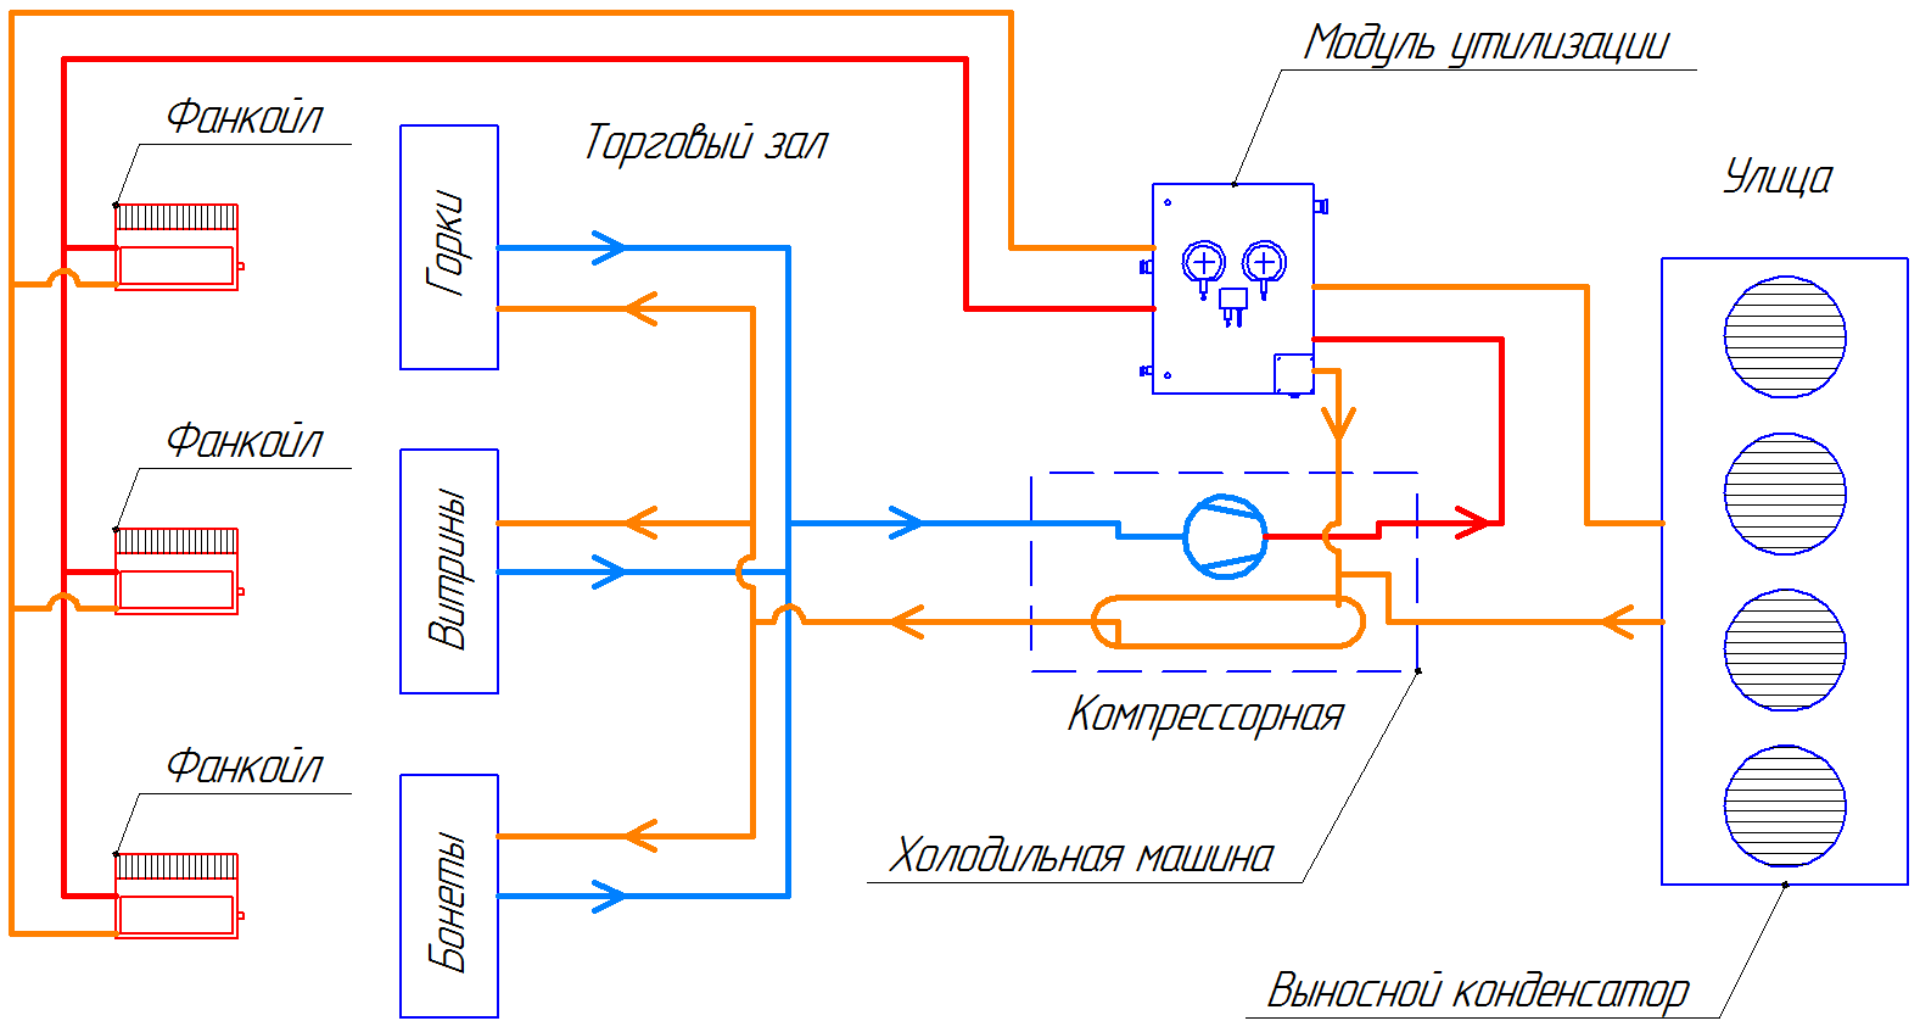 Модуль утилизации
Фанкойл
Торговый зал
Улица
Горки
Фанкойл
Витрины
Компрессорная
Фанкойл
Холодильная машина
Бонеты
Выносной конденсатор